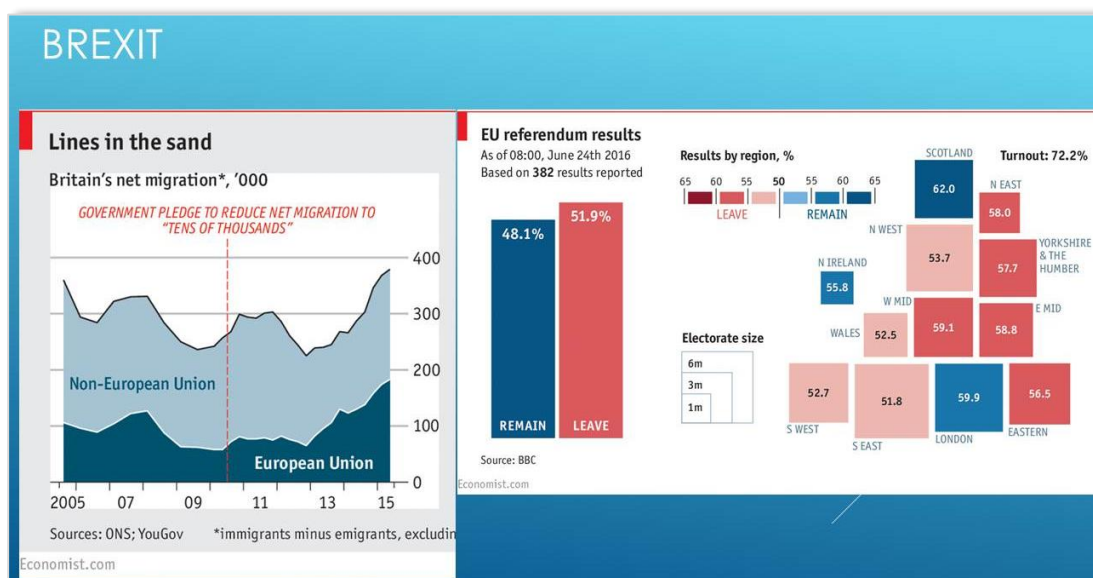 BREXIT
Lines in the sand
Britain's net migration*, '000
GOVERNMENT PLEDGE TO REDUCE NET MIGRATION TO
"TENS OF THOUSANDS"
400
300
200
100
0
Non-European Union
European Union
2005 07 09 11 13 15
Sources: ONS; YouGov *immigrants minus emigrants, excludin
Economist.com
EU referendum results
As of 08:00, June 24th 2016
Based on 382 results reported
48.1%
51.9%
REMAIN
LEAVE
Source: BBC
Economist.com
Results by region, %
65 60 55 50 55 60 65
LEAVE REMAIN
Turnout: 72.2%
SCOTLAND
62.0
N EAST
58.0
N WEST
53.7
YORKSHIRE
& THE
HUMBER
57.7
N IRELAND
55.8
W MID
59.1
E MID
58.8
WALES
52.5
S WEST
52.7
S EAST
51.8
LONDON
59.9
EASTERN
56.5
Electorate size
6m
3m
1m